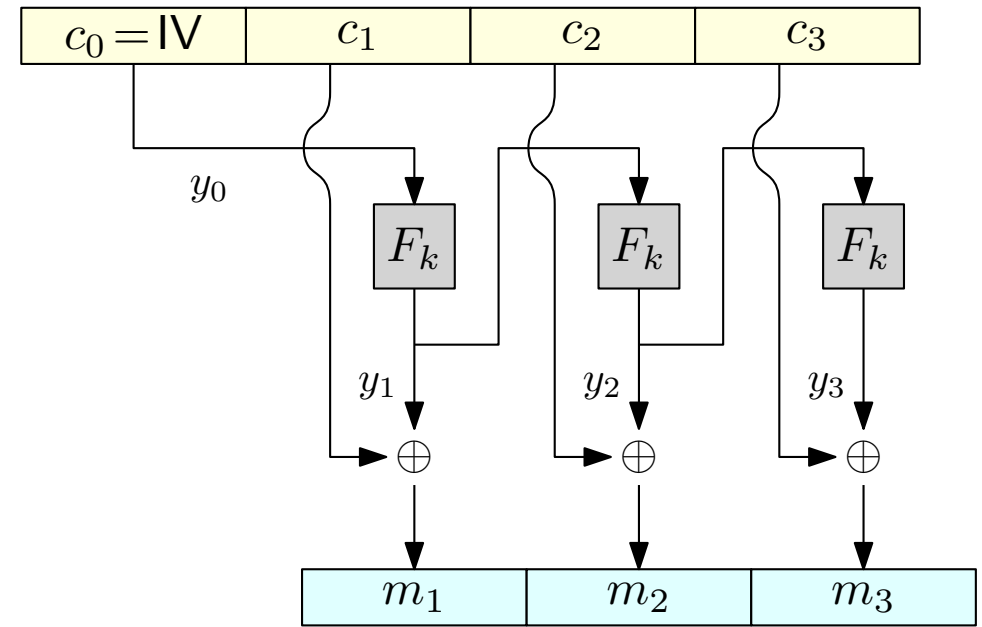 c₀ = IV c₁ c₂ c₃
y₀
Fₖ Fₖ Fₖ
y₁ y₂ y₃
m₁ m₂ m₃